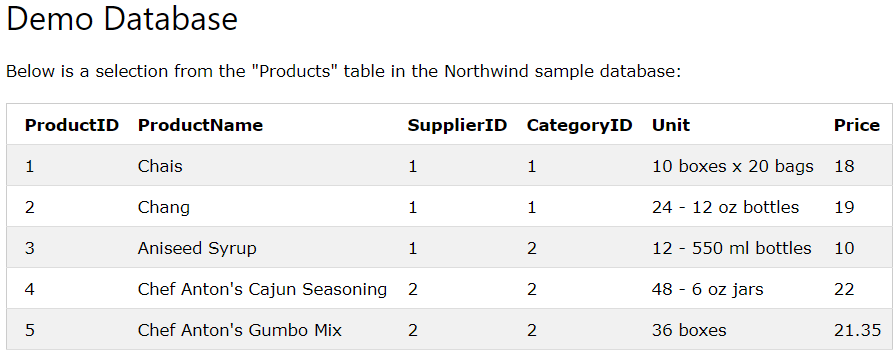 Demo Database
Below is a selection from the "Products" table in the Northwind sample database:
ProductID ProductName SupplierID CategoryID Unit Price
1 Chais 1 1 10 boxes x 20 bags 18
2 Chang 1 1 24 - 12 oz bottles 19
3 Aniseed Syrup 1 2 12 - 550 ml bottles 10
4 Chef Anton's Cajun Seasoning 2 2 48 - 6 oz jars 22
5 Chef Anton's Gumbo Mix 2 2 36 boxes 21.35